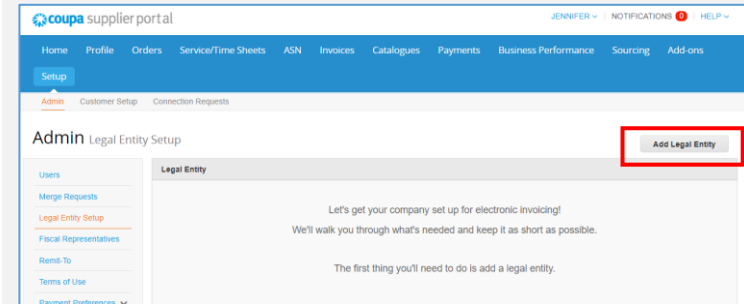 coupa supplier portal
JENNIFER NOTIFICATIONS 0 HELP
Home Profile Orders Service/Time Sheets ASN Invoices Catalogues Payments Business Performance Sourcing Add-ons
Setup
Admin Customer Setup Connection Requests
Admin Legal Entity Setup
Add Legal Entity
Users
Merge Requests
Legal Entity Setup
Fiscal Representatives
Remit-To
Terms of Use
Payment Preferences
Legal Entity
Let's get your company set up for electronic invoicing!
We'll walk you through what's needed and keep it as short as possible.
The first thing you'll need to do is add a legal entity.